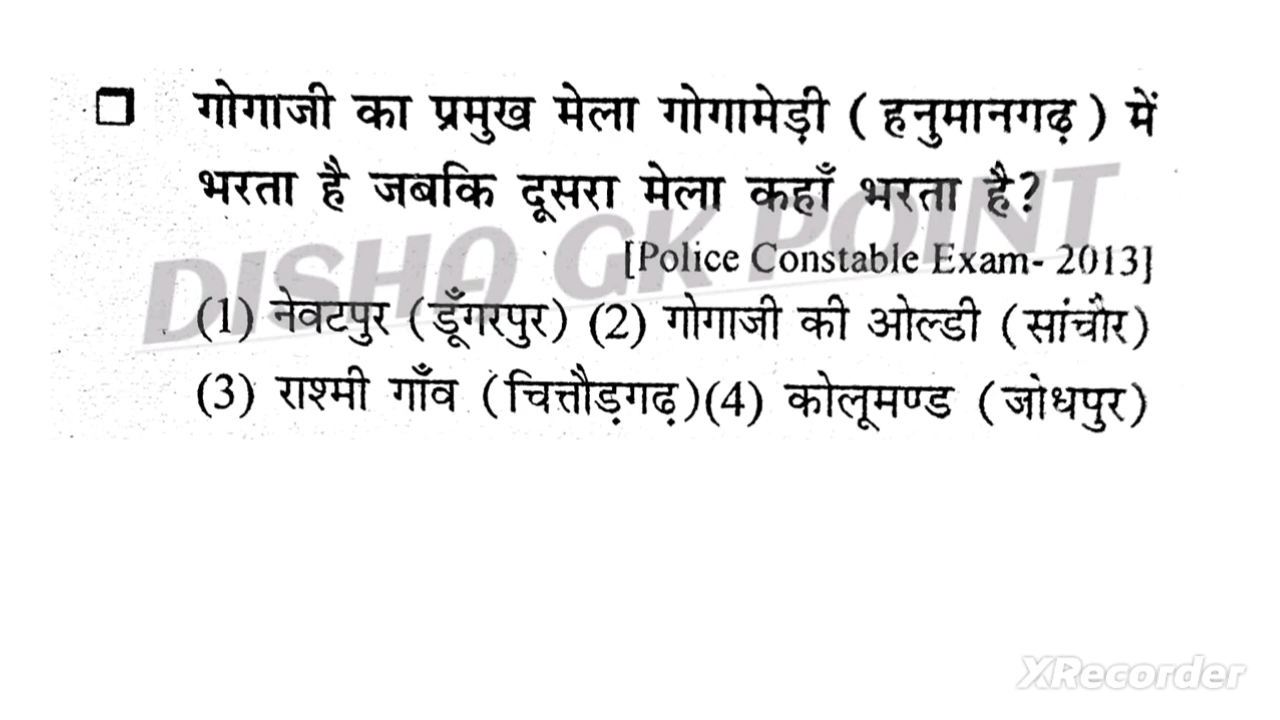 गोगाजी का प्रमुख मेला गोगामेड़ी ( हनुमानगढ़ ) में
भरता है जबकि दूसरा मेला कहाँ भरता है?
DISHA GK POINT
[Police Constable Exam- 2013]
(1) नेवटपुर (डूँगरपुर) (2) गोगाजी की ओल्डी (सांचौर)
(3) राश्मी गाँव (चित्तौड़गढ़)(4) कोलूमण्ड (जोधपुर)
XRecorder